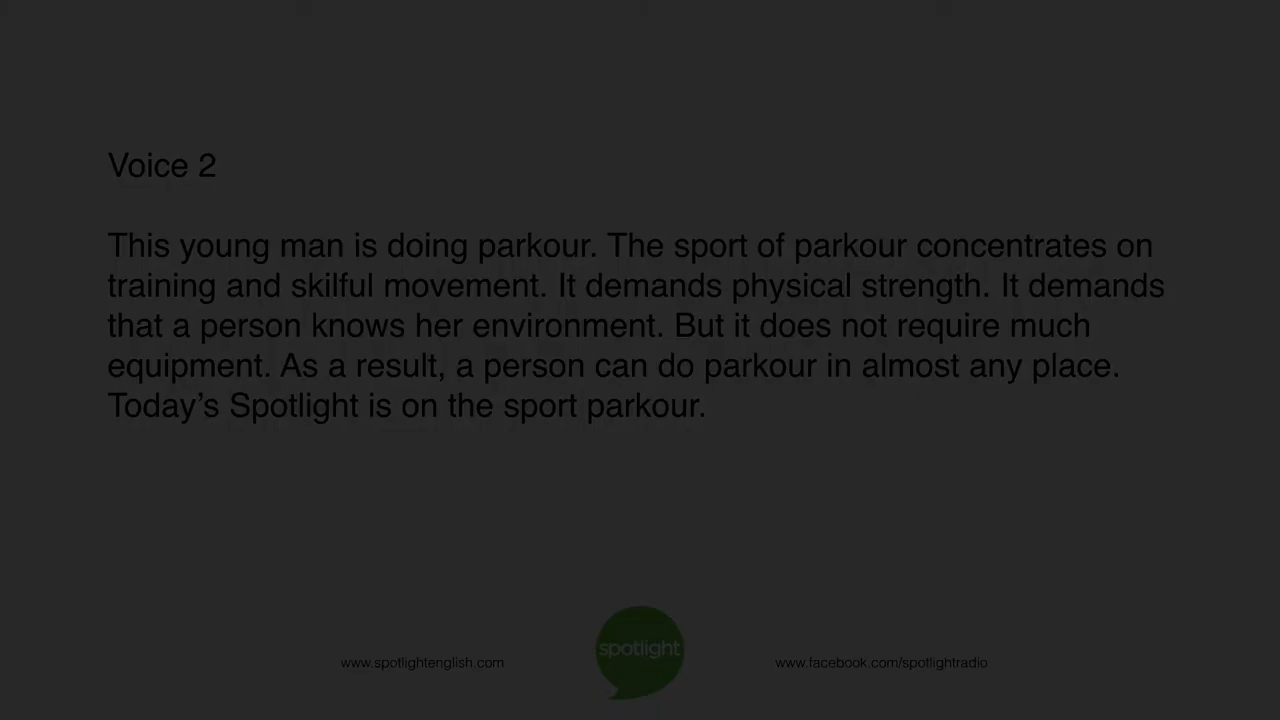 Voice 2
This young man is doing parkour. The sport of parkour concentrates on
training and skilful movement. It demands physical strength. It demands
that a person knows her environment. But it does not require much
equipment. As a result, a person can do parkour in almost any place.
Today’s Spotlight is on the sport parkour.
spotlight
www.spotlightenglish.com
www.facebook.com/spotlightradio